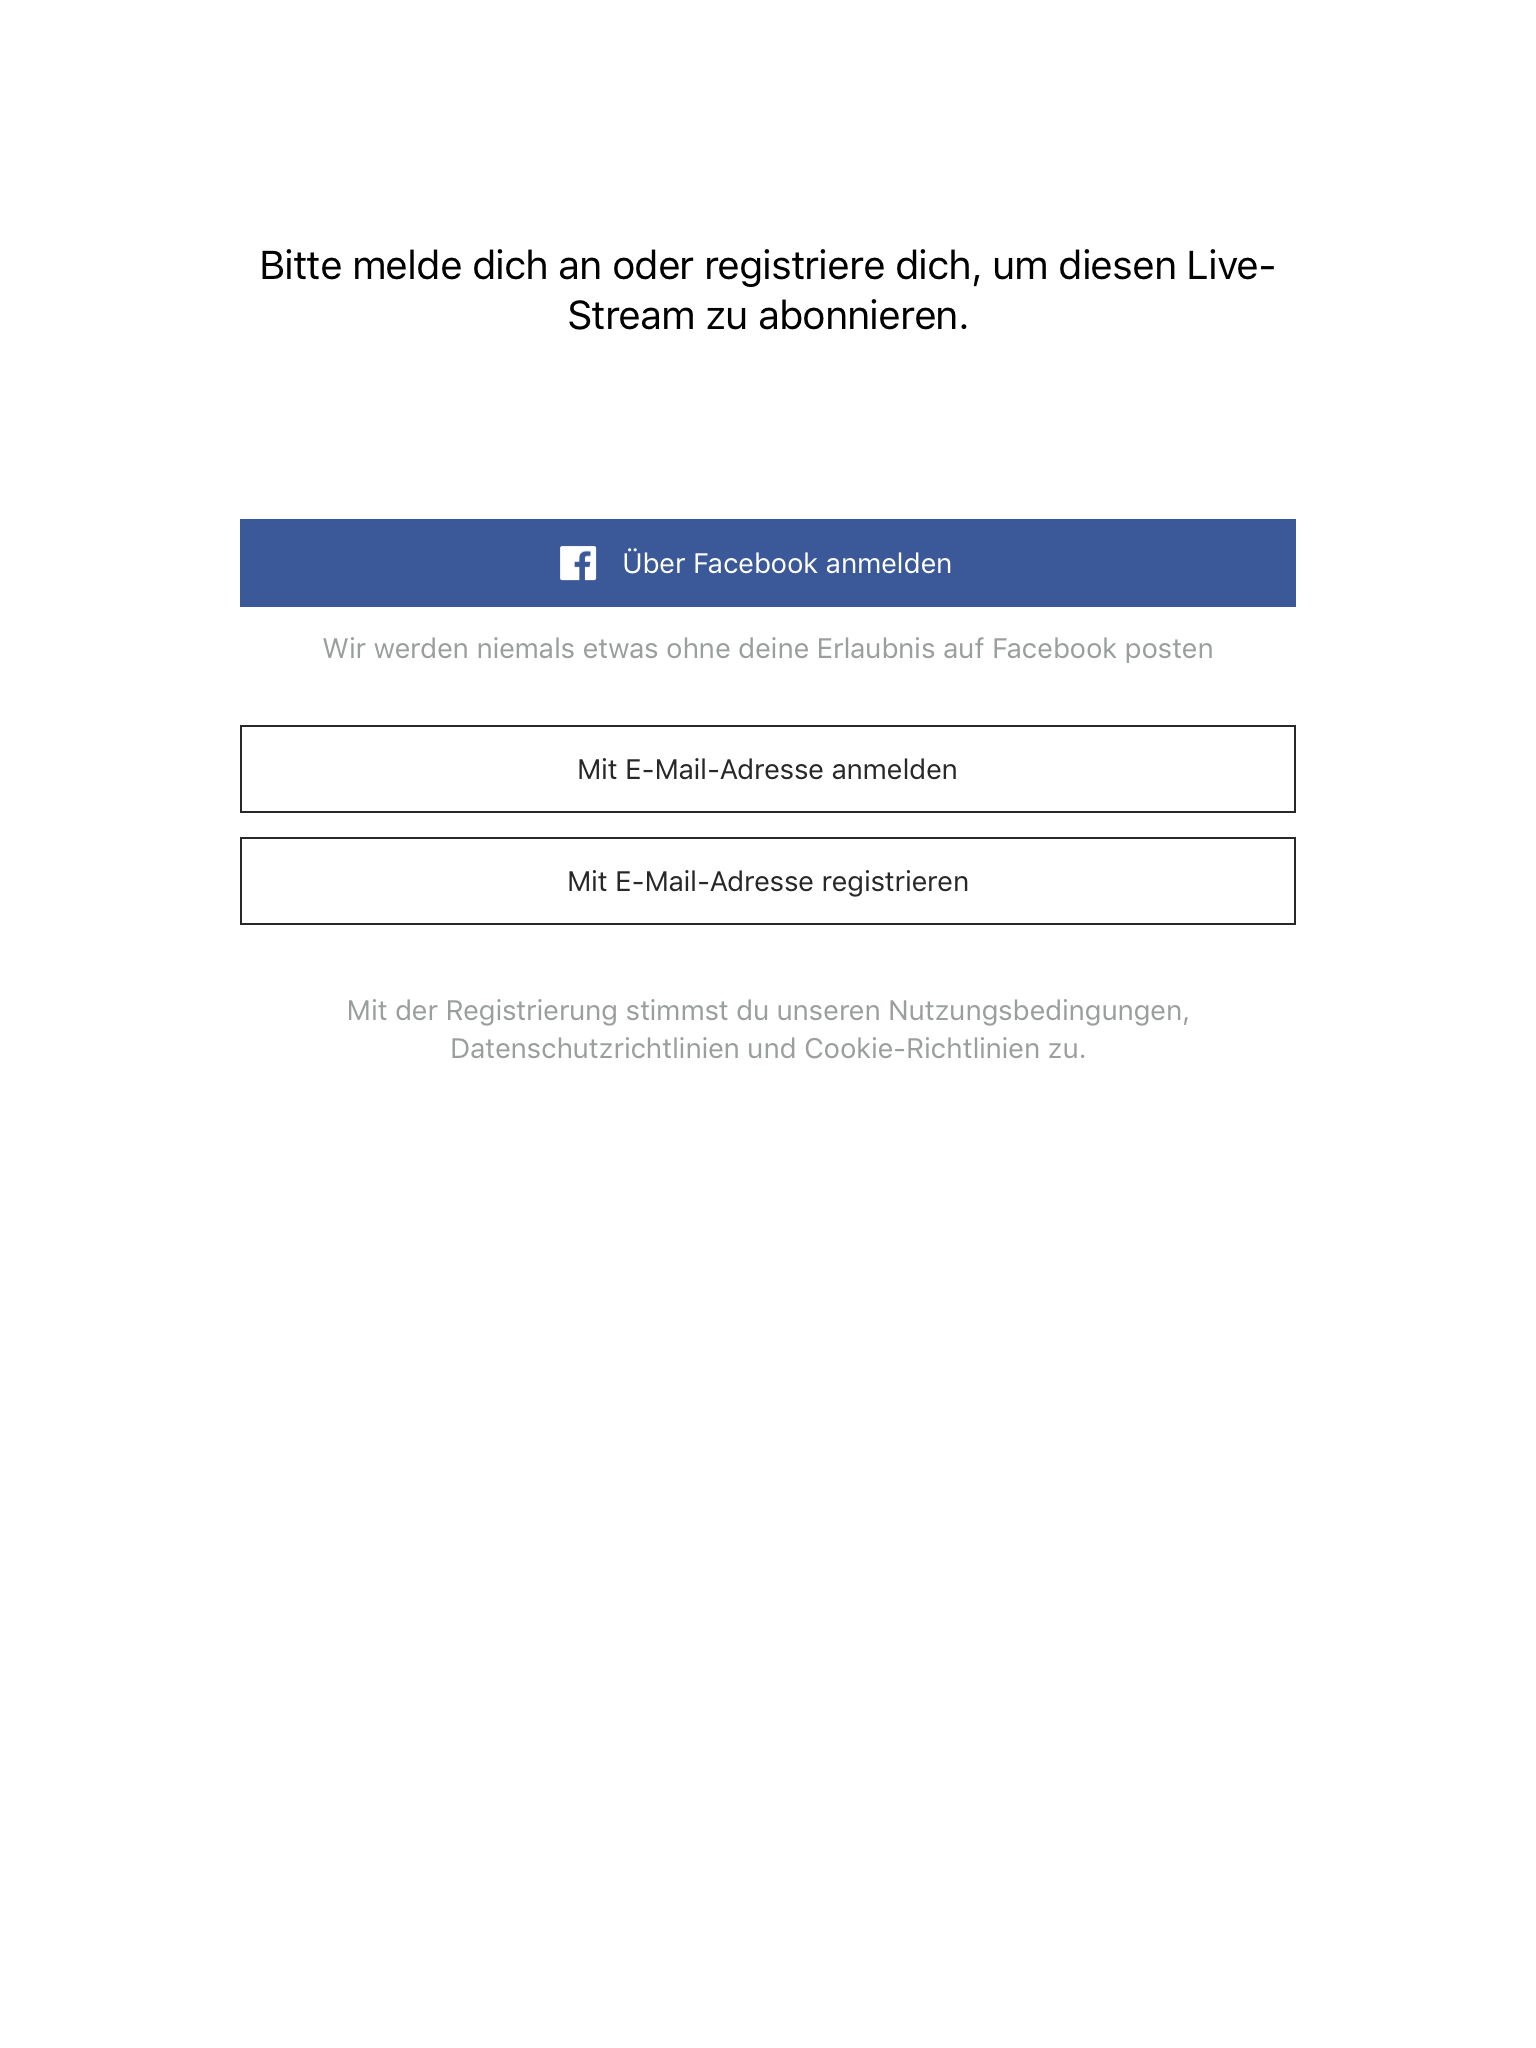 Bitte melde dich an oder registriere dich, um diesen Live-
Stream zu abonnieren.
Über Facebook anmelden
Wir werden niemals etwas ohne deine Erlaubnis auf Facebook posten
Mit E-Mail-Adresse anmelden
Mit E-Mail-Adresse registrieren
Mit der Registrierung stimmst du unseren Nutzungsbedingungen,
Datenschutzrichtlinien und Cookie-Richtlinien zu.